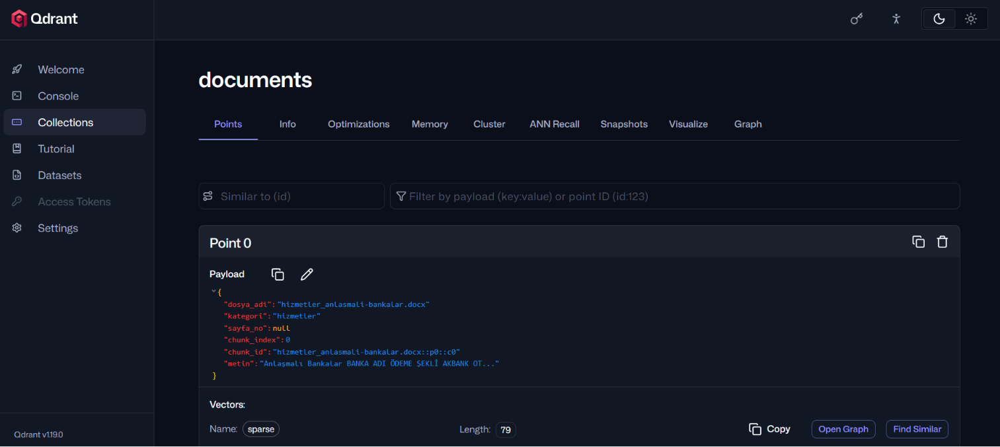 Qdrant
Welcome
Console
Collections
Tutorial
Datasets
Access Tokens
Settings
Qdrant v1.19.0
documents
Points Info Optimizations Memory Cluster ANN Recall Snapshots Visualize Graph
Similar to (id) Filter by payload (key:value) or point ID (id:123)
Point 0
Payload
{
"dosya_adi":"hizmetler_anlasmali-bankalar.docx"
"kategori":"hizmetler"
"sayfa_no":null
"chunk_index":0
"chunk_id":"hizmetler_anlasmali-bankalar.docx::p0::c0"
"metin":"Anlaşmalı Bankalar BANKA ADI ÖDEME ŞEKLİ AKBANK OT..."
}
Vectors:
Name: sparse Length: 79 Copy Open Graph Find Similar